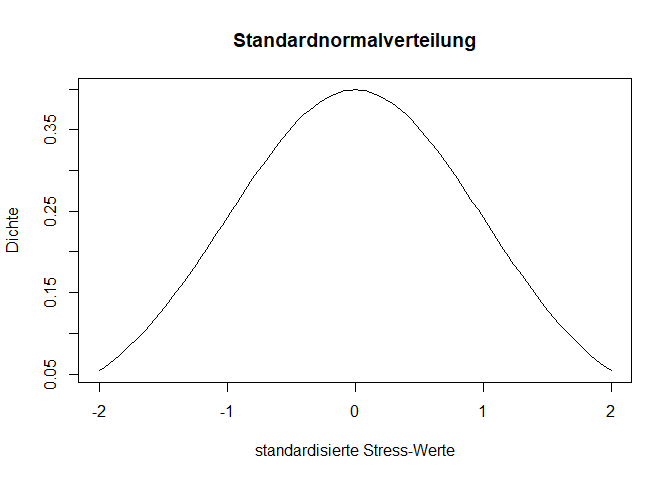 Standardnormalverteilung
Dichte
0.35
0.25
0.15
0.05
-2 -1 0 1 2
standardisierte Stress-Werte